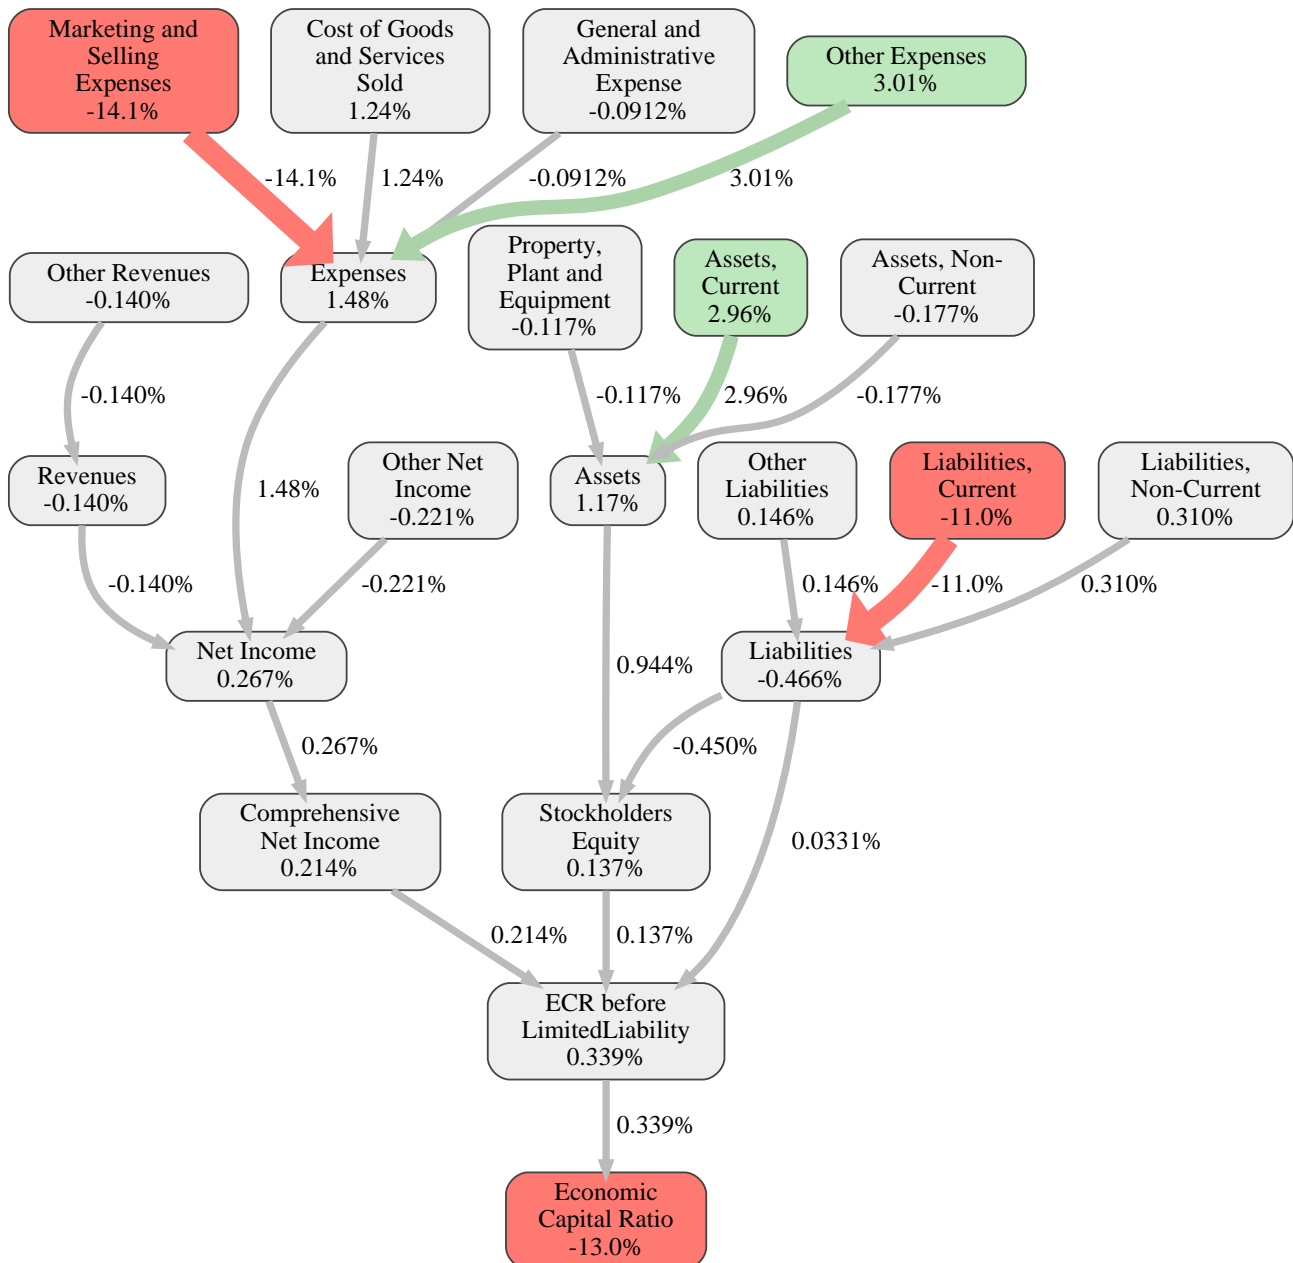 Marketing and
Selling
Expenses
-14.1%
Cost of Goods
and Services
Sold
1.24%
General and
Administrative
Expense
-0.0912%
Other Expenses
3.01%
-14.1%
1.24%
-0.0912%
3.01%
Other Revenues
-0.140%
Expenses
1.48%
Property,
Plant and
Equipment
-0.117%
Assets,
Current
2.96%
Assets, Non-
Current
-0.177%
-0.140%
-0.117%
2.96%
-0.177%
Revenues
-0.140%
1.48%
Other Net
Income
-0.221%
Assets
1.17%
Other
Liabilities
0.146%
Liabilities,
Current
-11.0%
Liabilities,
Non-Current
0.310%
-0.140%
-0.221%
0.146%
-11.0%
0.310%
Net Income
0.267%
0.944%
Liabilities
-0.466%
0.267%
-0.450%
Comprehensive
Net Income
0.214%
Stockholders
Equity
0.137%
0.0331%
0.214%
0.137%
ECR before
LimitedLiability
0.339%
0.339%
Economic
Capital Ratio
-13.0%